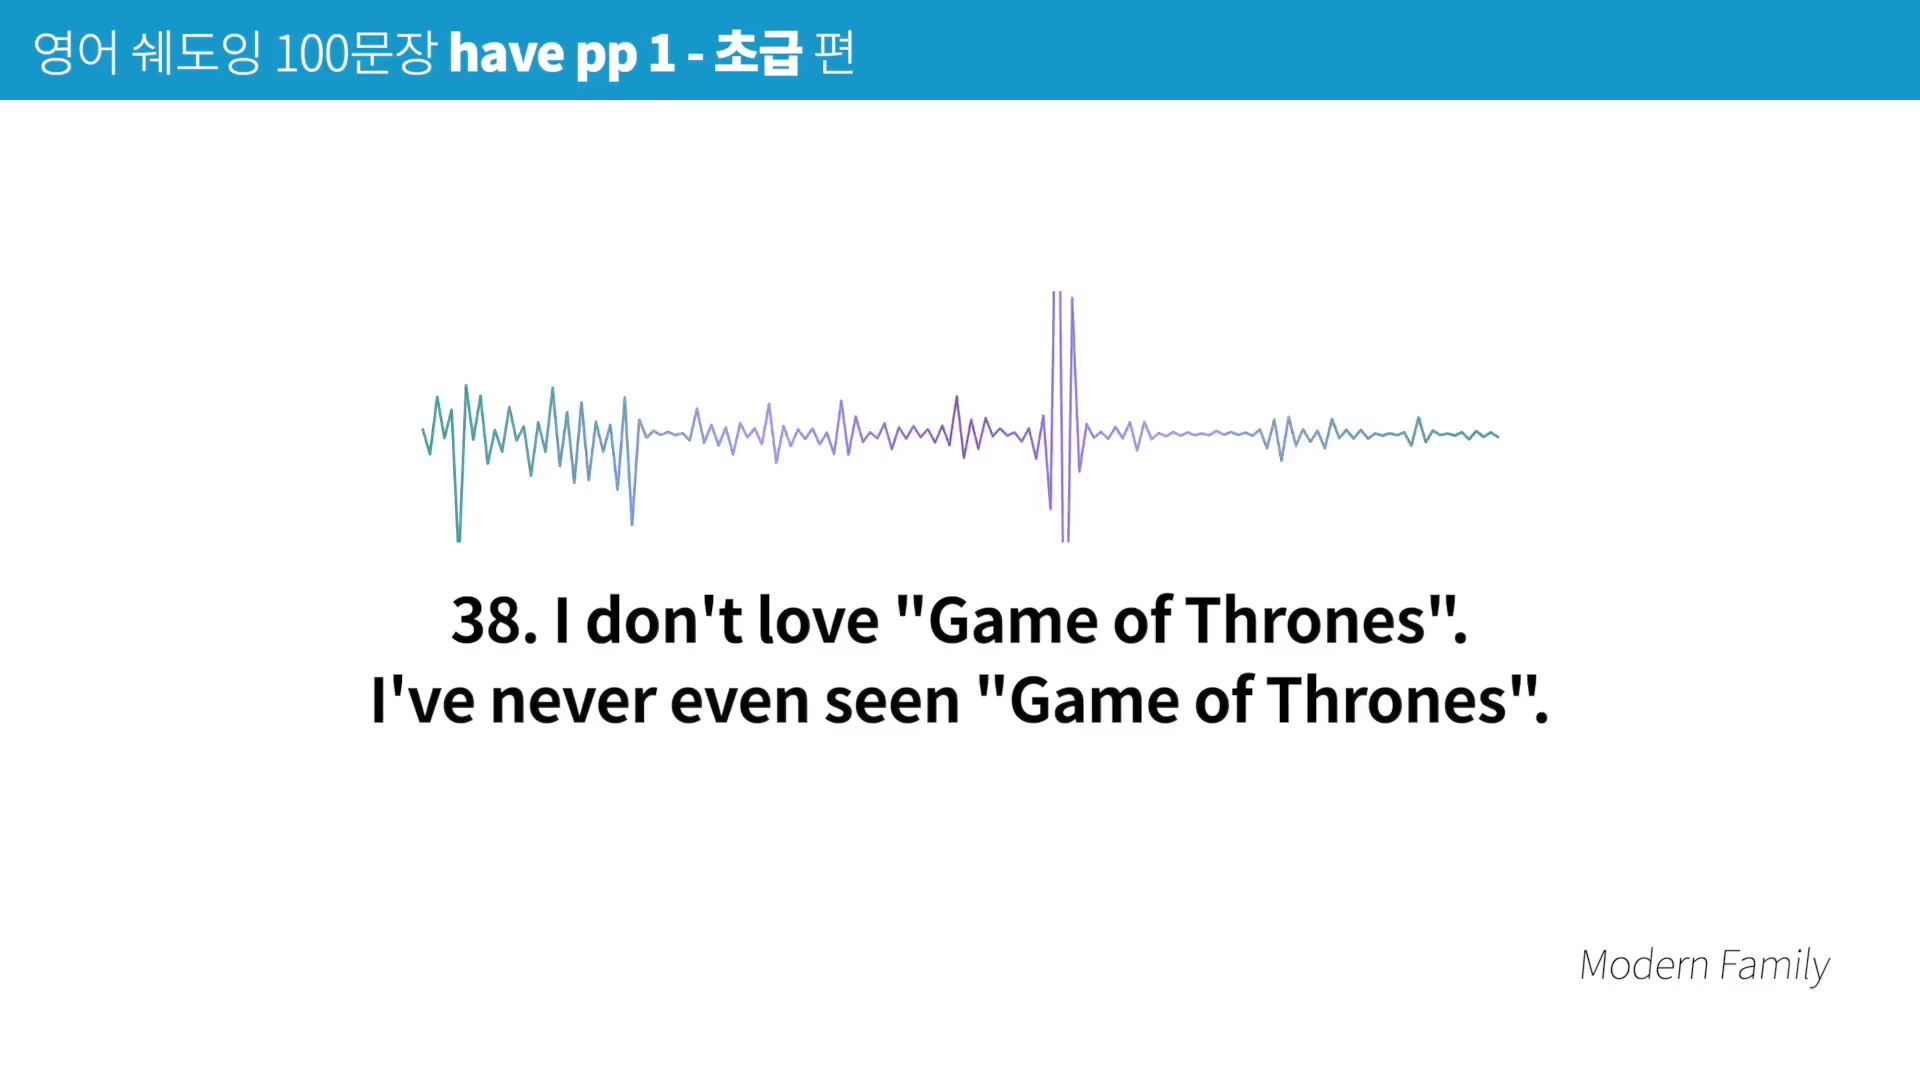 영어 쉐도잉 100문장 have pp 1 - 초급 편
38. I don't love "Game of Thrones".
I've never even seen "Game of Thrones".
Modern Family